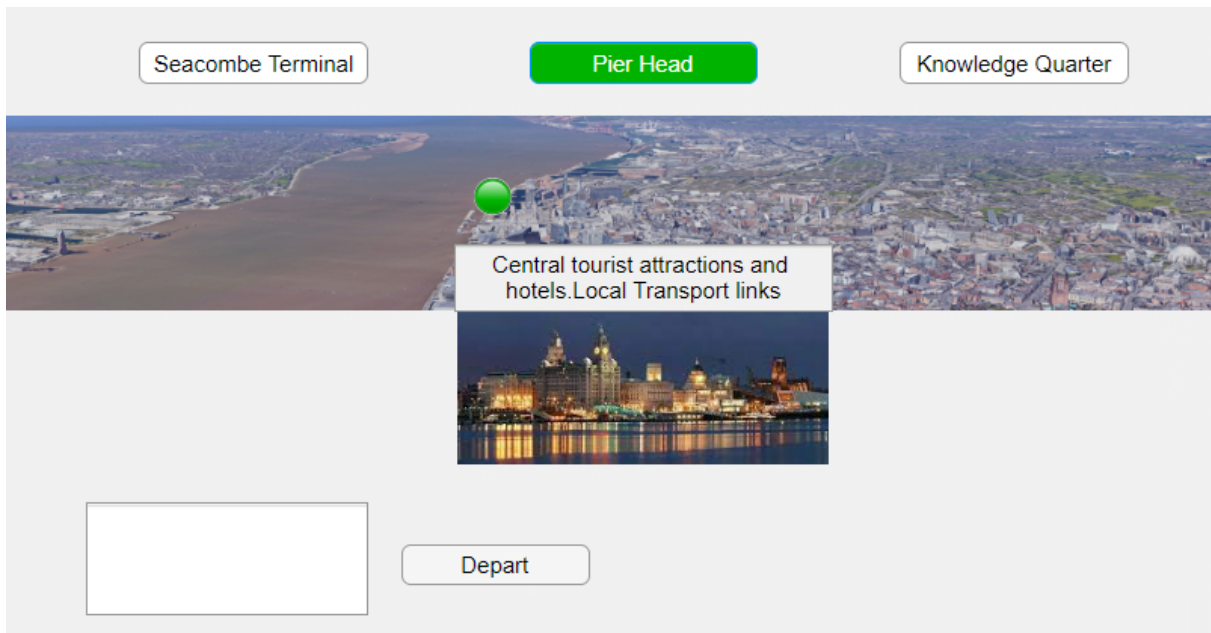 Seacombe Terminal
Pier Head
Knowledge Quarter
Central tourist attractions and
hotels.Local Transport links
Depart